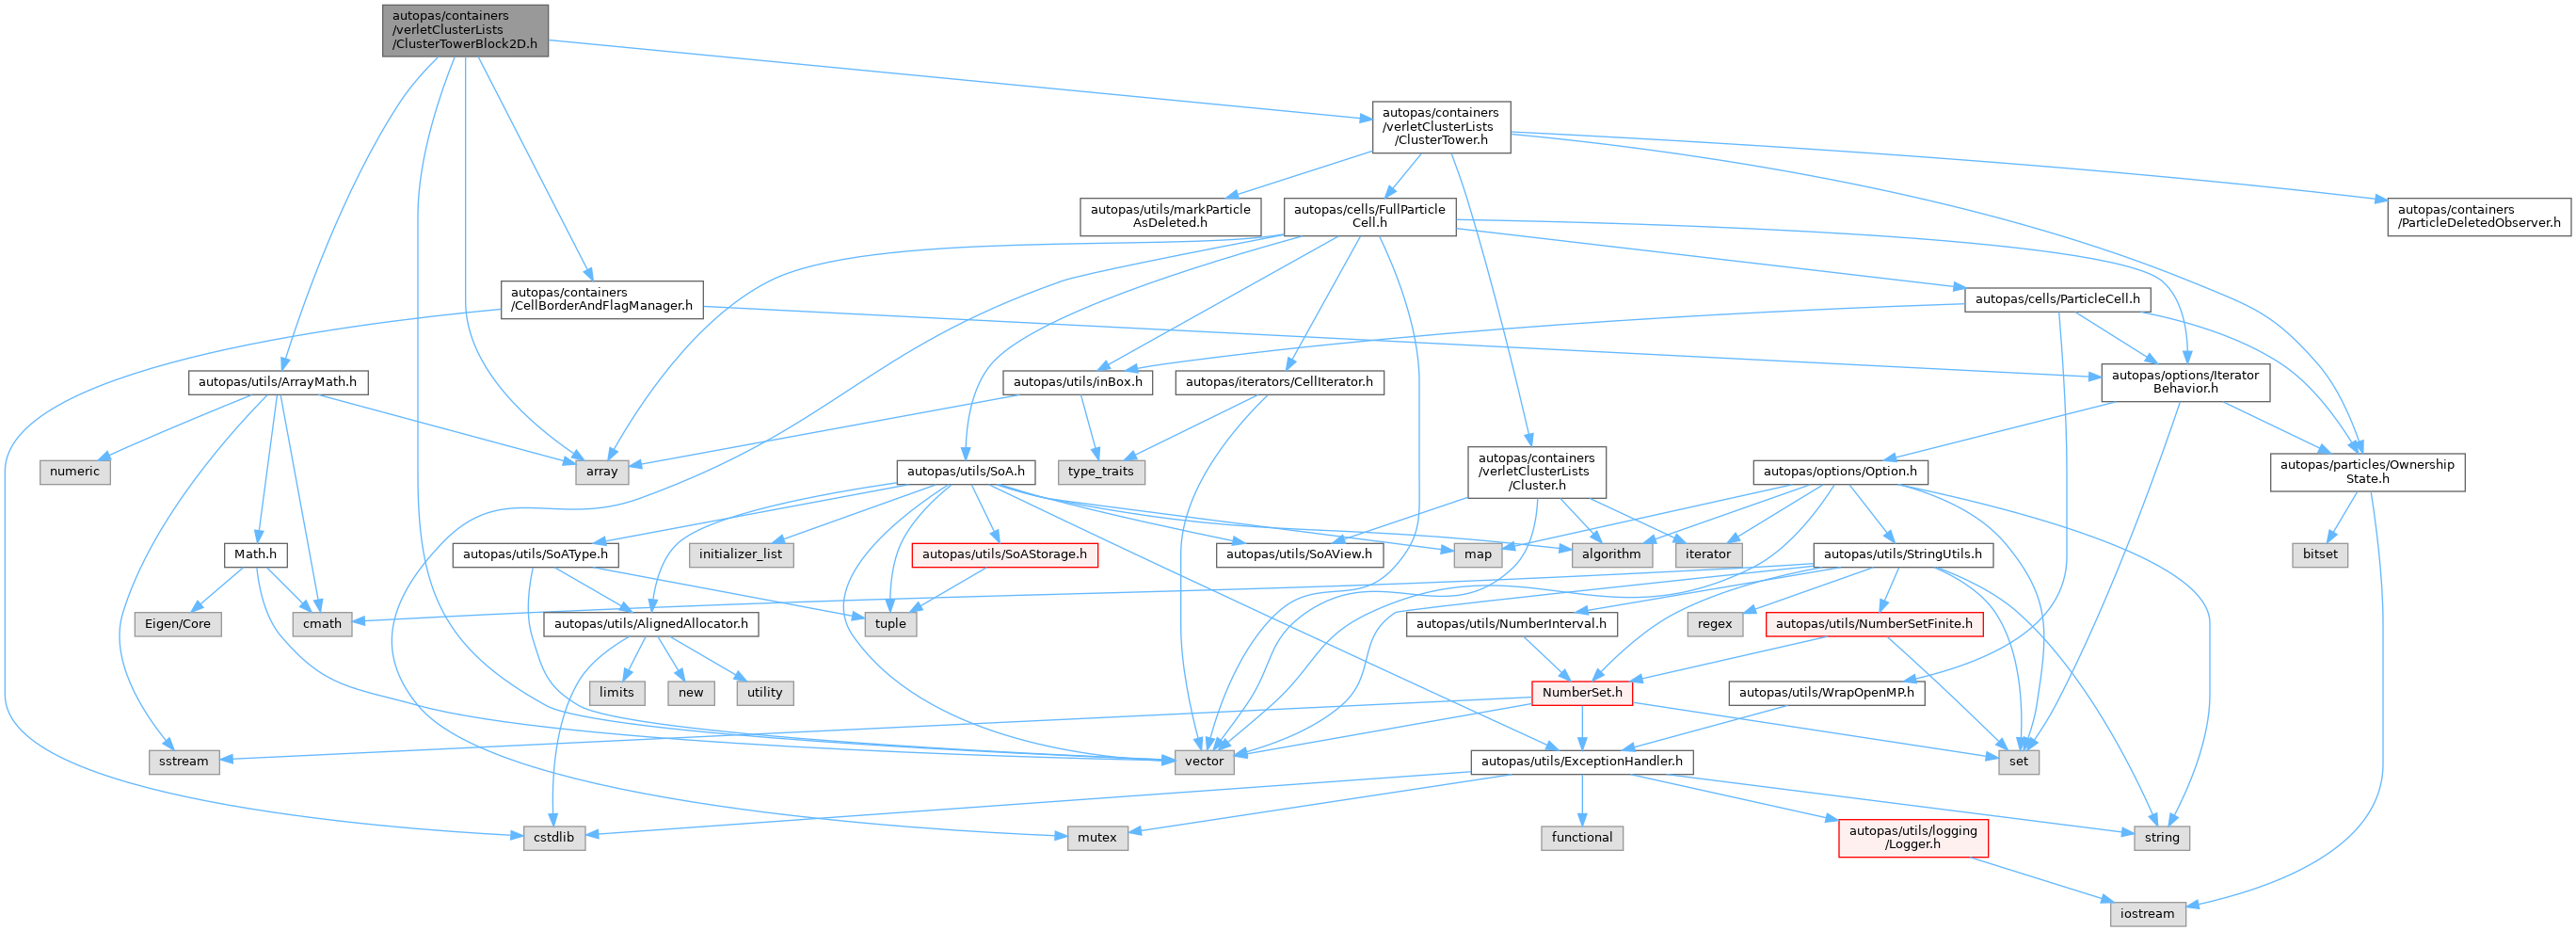 autopas/containers
/verletClusterLists
/ClusterTowerBlock2D.h
autopas/containers
/verletClusterLists
/ClusterTower.h
autopas/utils/markParticle
AsDeleted.h
autopas/cells/FullParticle
Cell.h
autopas/containers
/ParticleDeletedObserver.h
autopas/containers
/CellBorderAndFlagManager.h
autopas/cells/ParticleCell.h
autopas/utils/ArrayMath.h
autopas/utils/inBox.h
autopas/iterators/CellIterator.h
autopas/options/Iterator
Behavior.h
numeric
array
autopas/utils/SoA.h
type_traits
autopas/containers
/verletClusterLists
/Cluster.h
autopas/options/Option.h
autopas/particles/Ownership
State.h
Math.h
autopas/utils/SoAType.h
initializer_list
autopas/utils/SoAStorage.h
autopas/utils/SoAView.h
map
algorithm
iterator
autopas/utils/StringUtils.h
bitset
Eigen/Core
cmath
autopas/utils/AlignedAllocator.h
tuple
autopas/utils/NumberInterval.h
regex
autopas/utils/NumberSetFinite.h
limits
new
utility
NumberSet.h
autopas/utils/WrapOpenMP.h
sstream
vector
autopas/utils/ExceptionHandler.h
set
cstdlib
mutex
functional
autopas/utils/logging
/Logger.h
string
iostream